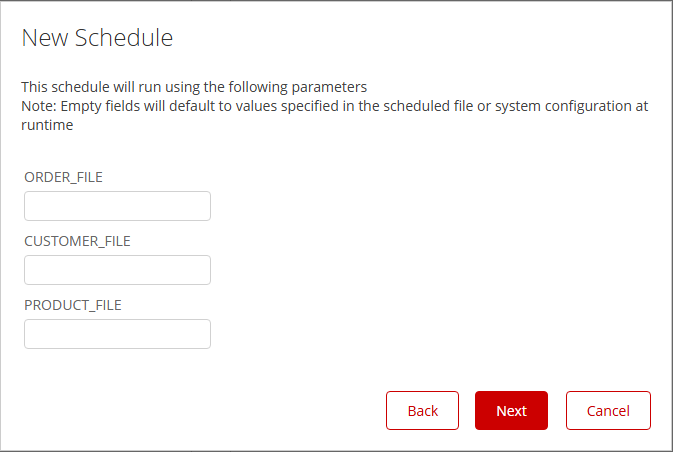 New Schedule
This schedule will run using the following parameters
Note: Empty fields will default to values specified in the scheduled file or system configuration at
runtime
ORDER_FILE
CUSTOMER_FILE
PRODUCT_FILE
Back Next Cancel